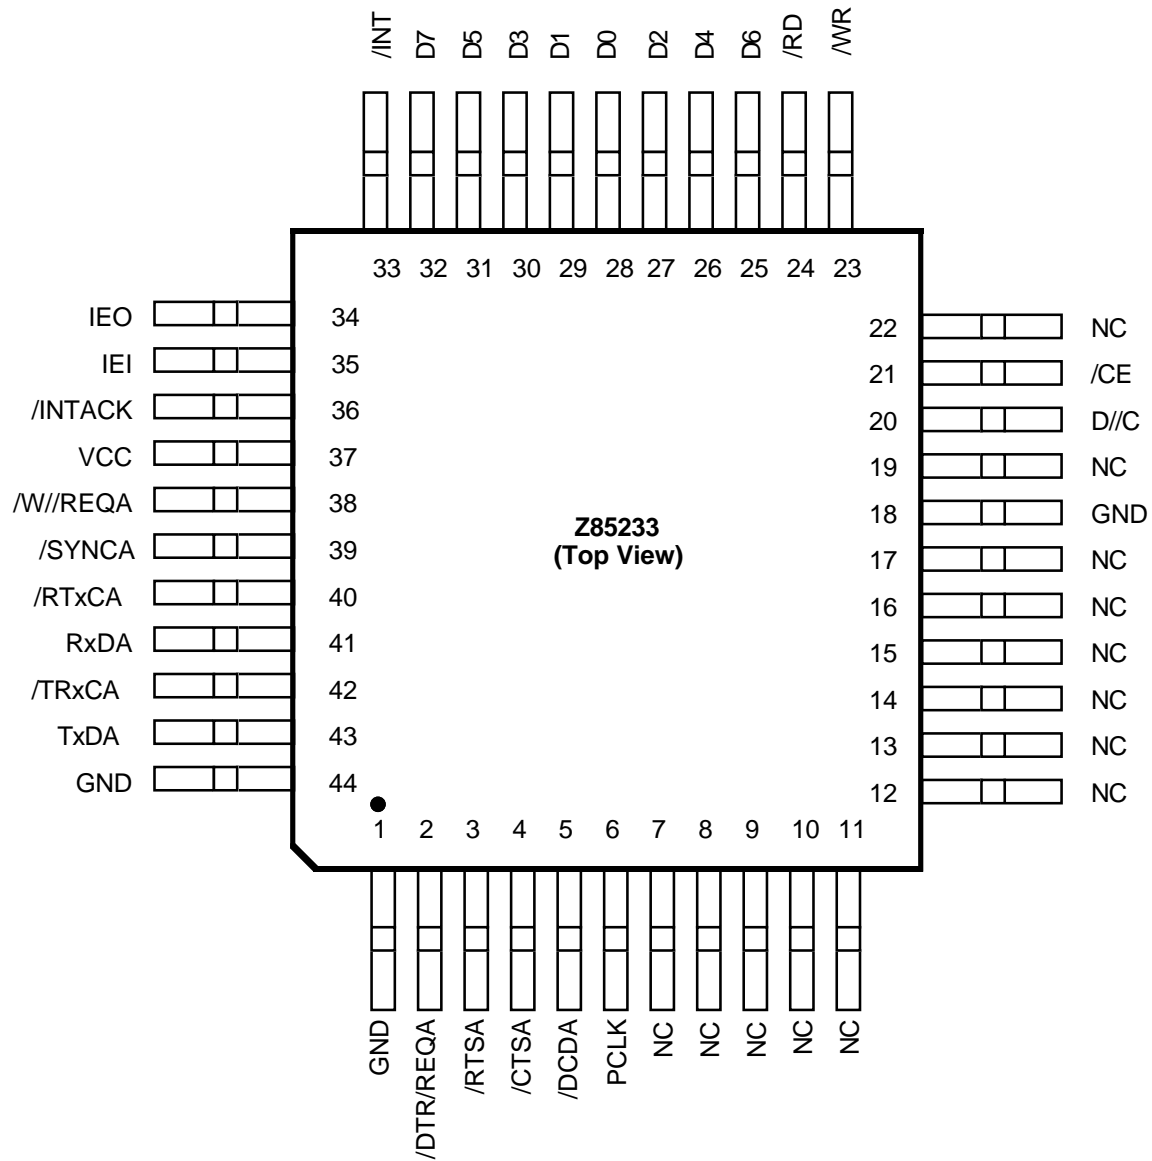 /INT D7 D5 D3 D1 D0 D2 D4 D6 /RD /WR
33 32 31 30 29 28 27 26 25 24 23
IEO 34
IEI 35
/INTACK 36
VCC 37
/W//REQA 38
/SYNCA 39
/RTxCA 40
RxDA 41
/TRxCA 42
TxDA 43
GND 44
Z85233
(Top View)
22 NC
21 /CE
20 D//C
19 NC
18 GND
17 NC
16 NC
15 NC
14 NC
13 NC
12 NC
1 2 3 4 5 6 7 8 9 10 11
GND /DTR/REQA /RTSA /CTSA /DCDA PCLK NC NC NC NC NC